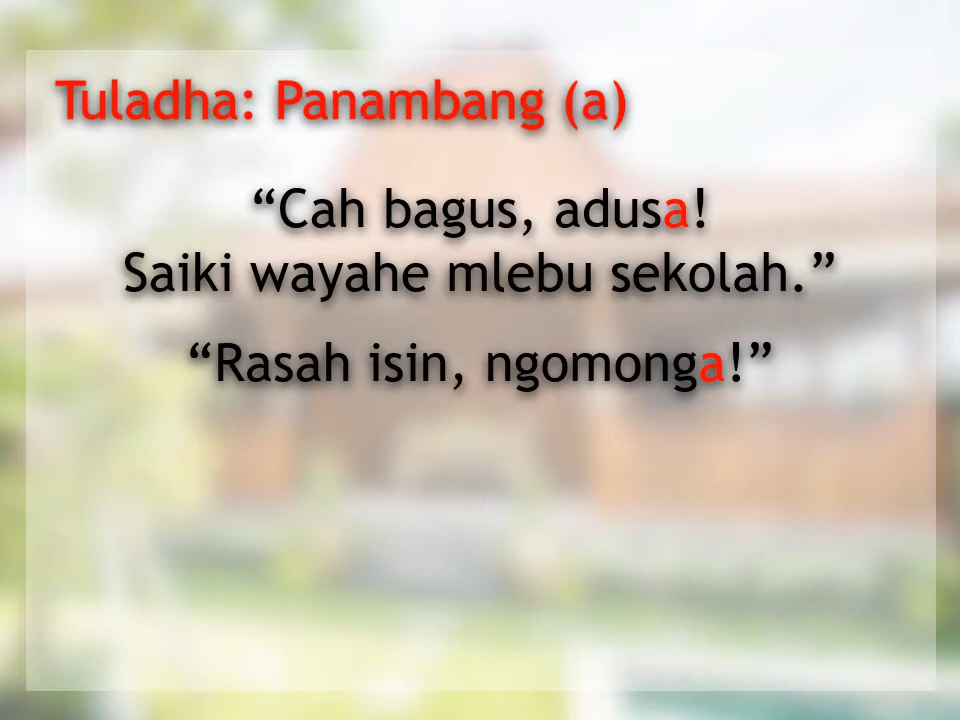 Tuladha: Panambang (a)
“Cah bagus, adusa!
Saiki wayahe mlebu sekolah.”
“Rasah isin, ngomonga!”